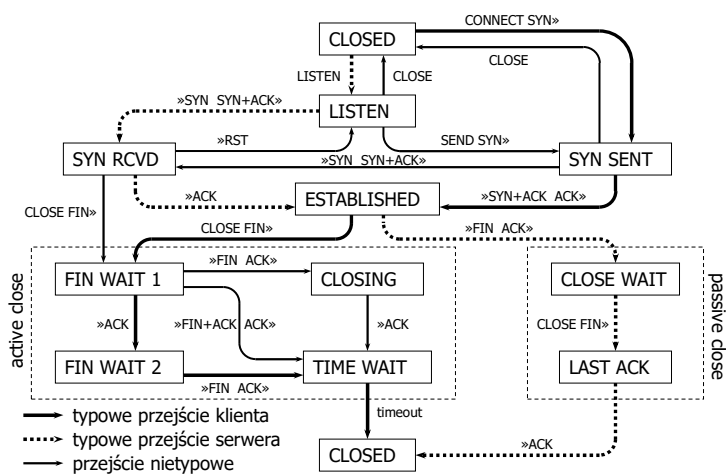 CLOSED
CONNECT SYN»
CLOSE
LISTEN
CLOSE
»SYN SYN+ACK»
LISTEN
»RST
SEND SYN»
SYN RCVD
SYN SENT
»SYN SYN+ACK»
»ACK
ESTABLISHED
»SYN+ACK ACK»
CLOSE FIN»
CLOSE FIN»
»FIN ACK»
active close
FIN WAIT 1
»FIN ACK»
CLOSING
CLOSE WAIT
passive close
»ACK
»FIN+ACK ACK»
»ACK
CLOSE FIN»
FIN WAIT 2
»FIN ACK»
TIME WAIT
LAST ACK
timeout
typowe przejście klienta
typowe przejście serwera
przejście nietypowe
CLOSED
»ACK